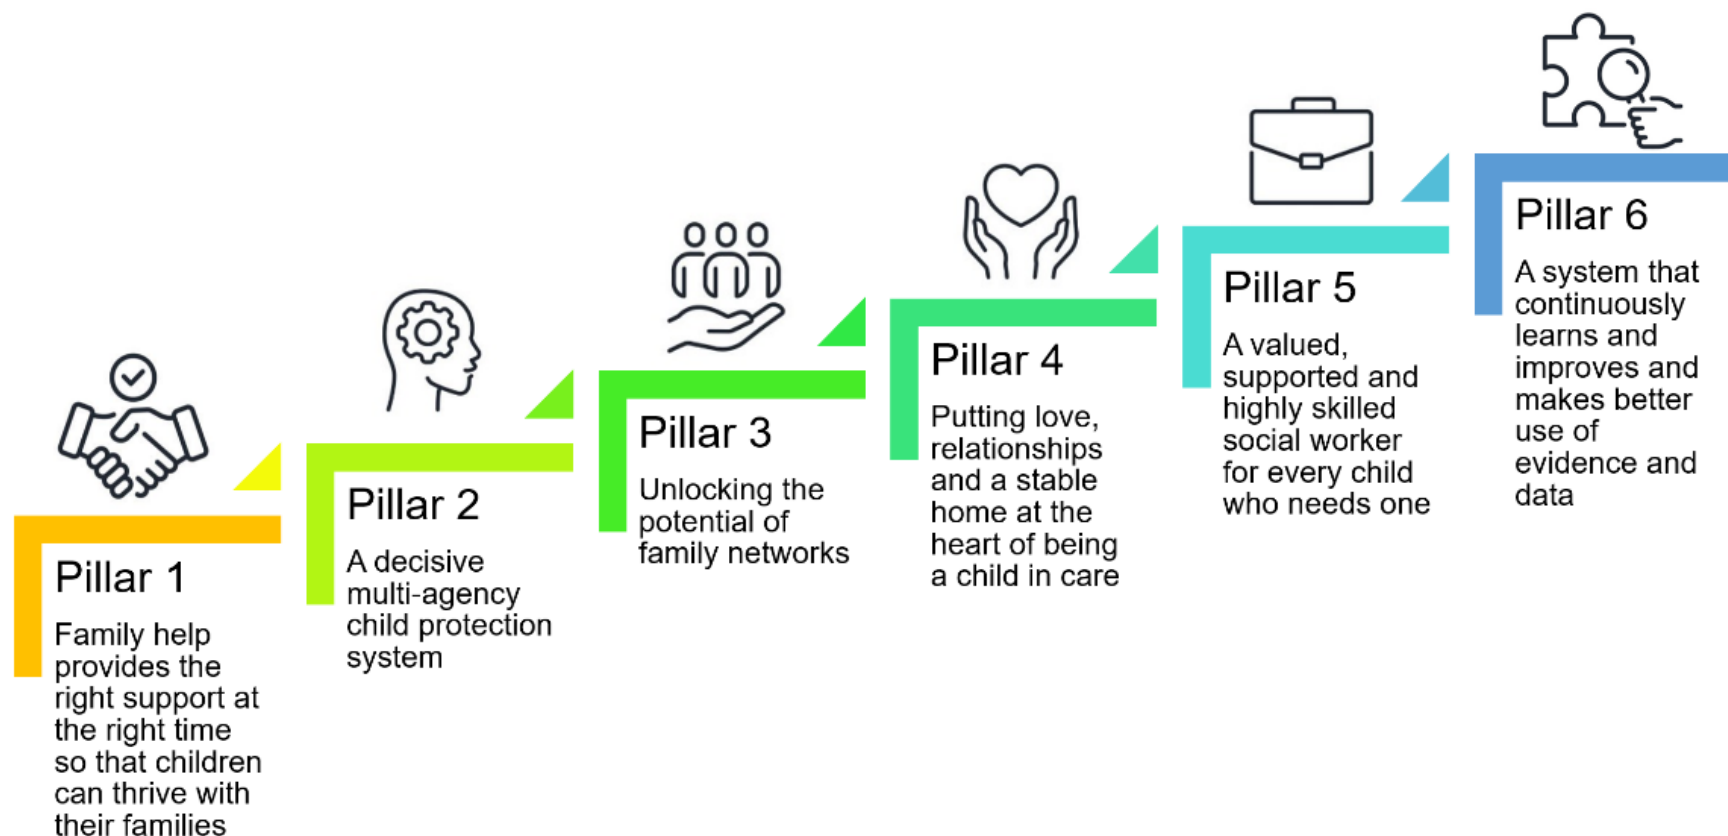 Pillar 1
Family help
provides the
right support at
the right time
so that children
can thrive with
their families
Pillar 2
A decisive
multi-agency
child protection
system
Pillar 3
Unlocking the
potential of
family networks
Pillar 4
Putting love,
relationships
and a stable
home at the
heart of being
a child in care
Pillar 5
A valued,
supported and
highly skilled
social worker
for every child
who needs one
Pillar 6
A system that
continuously
learns and
improves and
makes better
use of
evidence and
data